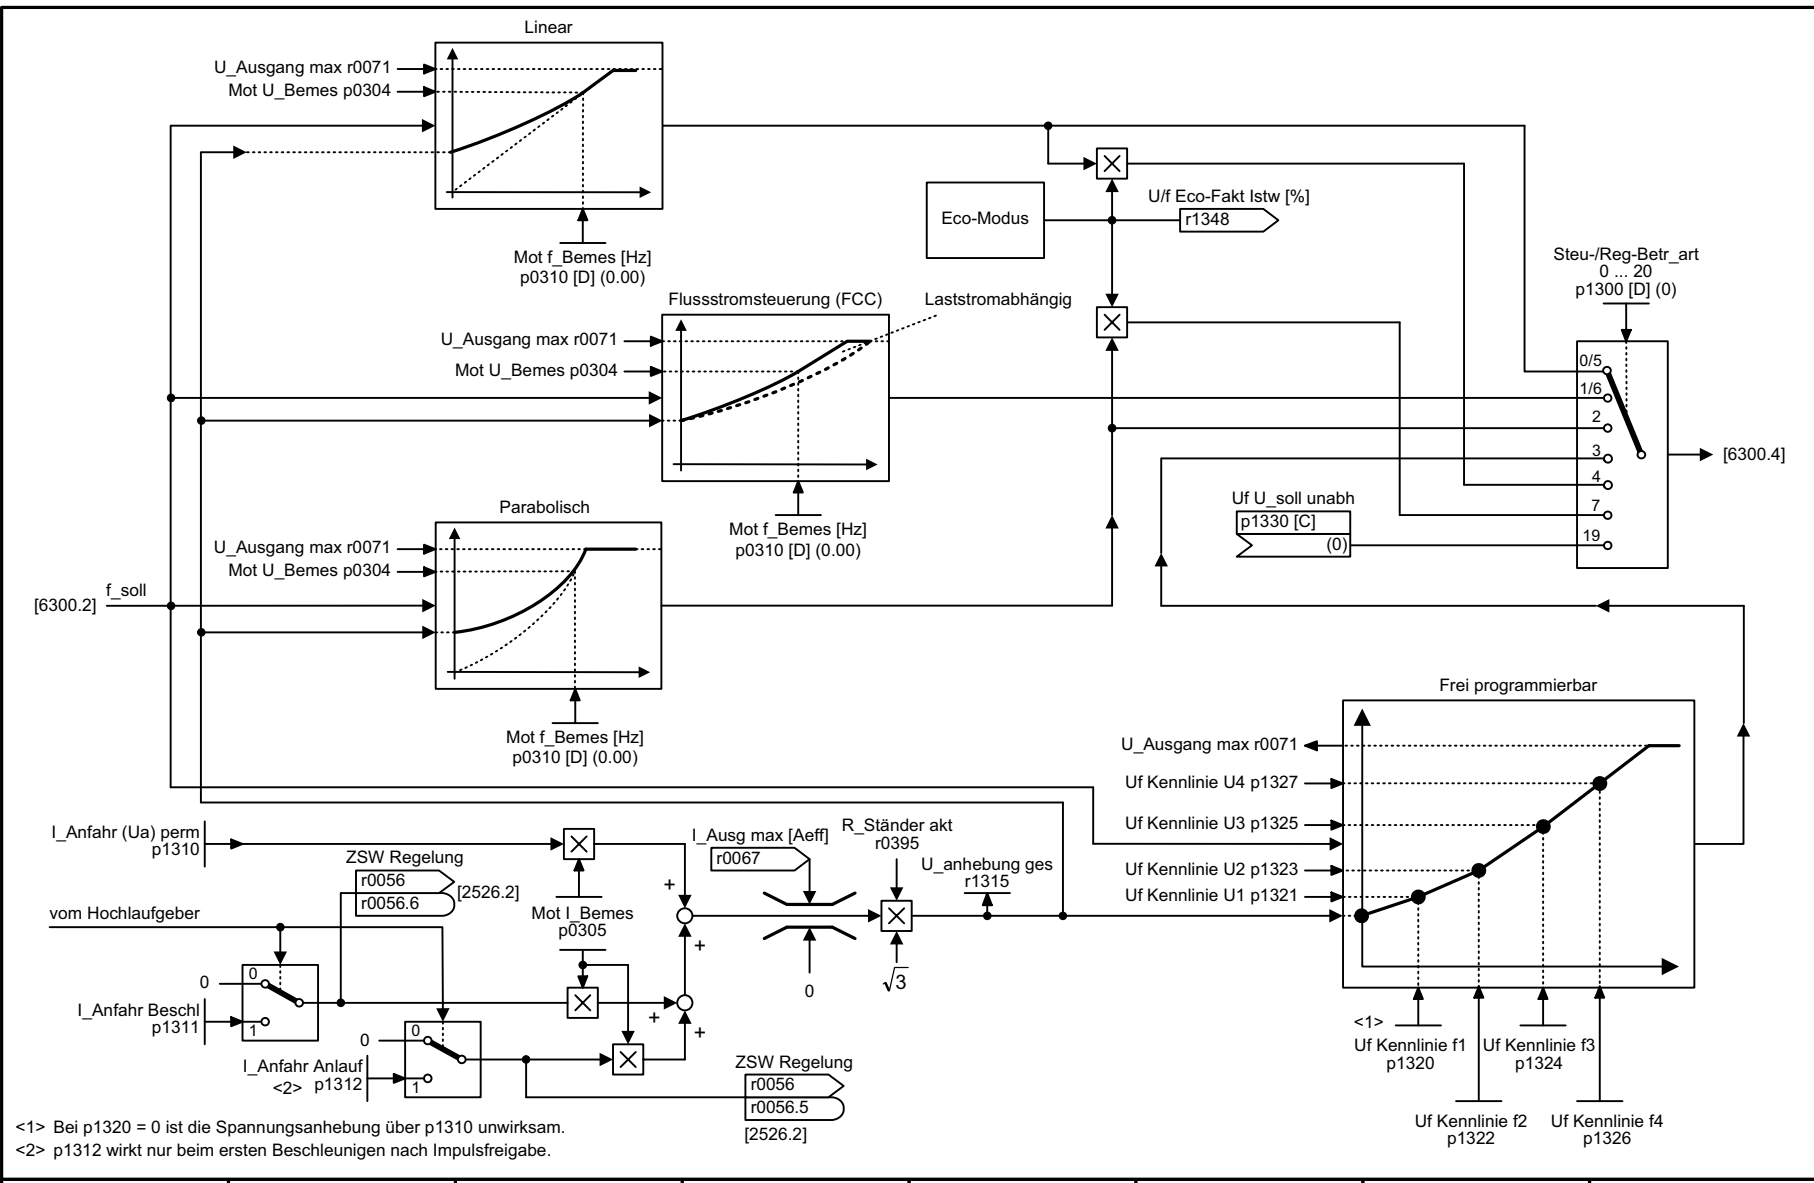 Linear
U_Ausgang max r0071
Mot U_Bemes p0304
Mot f_Bemes [Hz]
p0310 [D] (0.00)
Eco-Modus
U/f Eco-Fakt Istw [%]
r1348
Steu-/Reg-Betr_art
0 ... 20
p1300 [D] (0)
Flussstromsteuerung (FCC)
Laststromabhängig
U_Ausgang max r0071
Mot U_Bemes p0304
Mot f_Bemes [Hz]
p0310 [D] (0.00)
0/5
1/6
2
3
4
7
19
[6300.4]
Uf U_soll unabh
p1330 [C]
(0)
Parabolisch
U_Ausgang max r0071
Mot U_Bemes p0304
[6300.2]
f_soll
Mot f_Bemes [Hz]
p0310 [D] (0.00)
Frei programmierbar
U_Ausgang max r0071
Uf Kennlinie U4 p1327
Uf Kennlinie U3 p1325
Uf Kennlinie U2 p1323
Uf Kennlinie U1 p1321
I_Anfahr (Ua) perm
p1310
ZSW Regelung
r0056
r0056.6
[2526.2]
vom Hochlaufgeber
Mot I_Bemes
p0305
+
+
+
+
I_Ausg max [Aeff]
r0067
0
R_Ständer akt
r0395
√3
U_anhebung ges
r1315
0
0
1
I_Anfahr Beschl
p1311
0
0
1
I_Anfahr Anlauf
<2> p1312
ZSW Regelung
r0056
r0056.5
[2526.2]
<1>
Uf Kennlinie f1
p1320
Uf Kennlinie f3
p1324
Uf Kennlinie f2
p1322
Uf Kennlinie f4
p1326
<1> Bei p1320 = 0 ist die Spannungsanhebung über p1310 unwirksam.
<2> p1312 wirkt nur beim ersten Beschleunigen nach Impulsfreigabe.